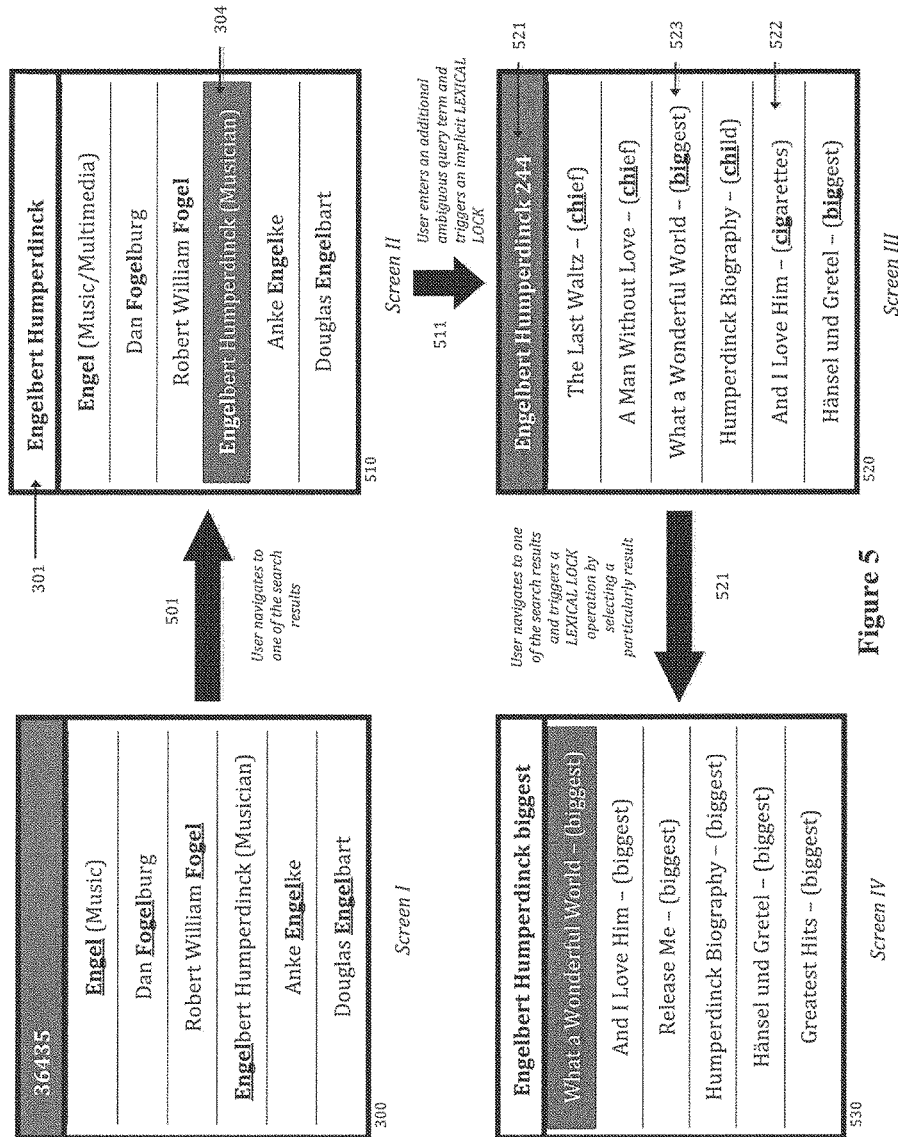 36435
Engel (Music)
Dan Fogelburg
Robert William Fogel
Engelbert Humperdinck (Musician)
Anke Engelke
Douglas Engelbart
300
Screen I
501
User navigates to
one of the search
results
301
Engelbert Humperdinck
Engel (Music/Multimedia)
Dan Fogelburg
Robert William Fogel
Engelbert Humperdinck (Musician)
304
Anke Engelke
Douglas Engelbart
510
Screen II
511
User enters an additional
ambiguous query term and
triggers an implicit LEXICAL
LOCK
Engelbert Humperdinck 244
521
The Last Waltz – (chief)
A Man Without Love – (chief)
What a Wonderful World – (biggest)
523
Humperdinck Biography – (child)
And I Love Him – (cigarettes)
522
Hänsel und Gretel – (biggest)
520
Screen III
User navigates to one
of the search results
and triggers a
LEXICAL LOCK
operation by
selecting a
particularly result
521
Engelbert Humperdinck biggest
What a Wonderful World – (biggest)
And I Love Him – (biggest)
Release Me – (biggest)
Humperdinck Biography – (biggest)
Hänsel und Gretel – (biggest)
Greatest Hits – (biggest)
530
Screen IV
Figure 5